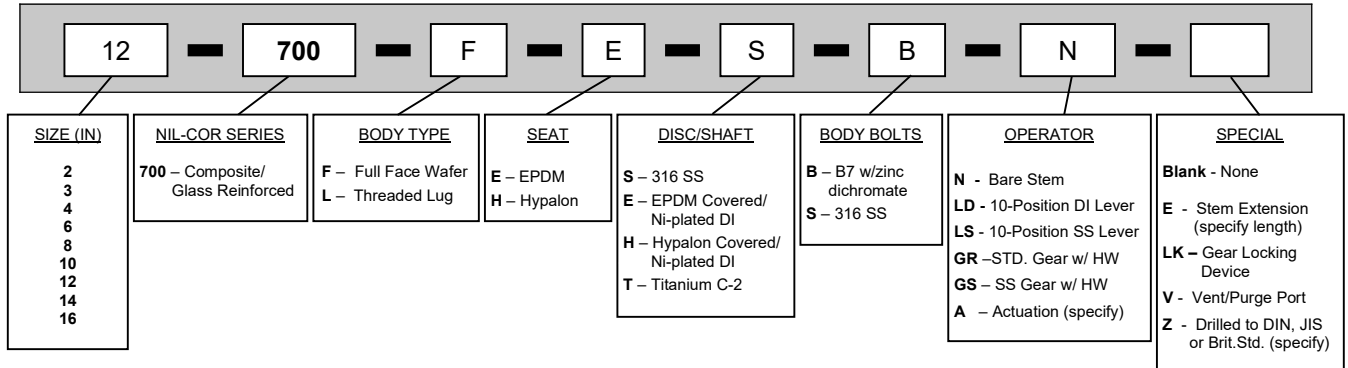 12 - 700 - F - E - S - B - N -
SIZE (IN)
2
3
4
6
8
10
12
14
16
NIL-COR SERIES
700 – Composite/
Glass Reinforced
BODY TYPE
F – Full Face Wafer
L – Threaded Lug
SEAT
E – EPDM
H – Hypalon
DISC/SHAFT
S – 316 SS
E – EPDM Covered/
Ni-plated DI
H – Hypalon Covered/
Ni-plated DI
T – Titanium C-2
BODY BOLTS
B – B7 w/zinc
dichromate
S – 316 SS
OPERATOR
N - Bare Stem
LD - 10-Position DI Lever
LS - 10-Position SS Lever
GR –STD. Gear w/ HW
GS – SS Gear w/ HW
A – Actuation (specify)
SPECIAL
Blank - None
E - Stem Extension
(specify length)
LK – Gear Locking
Device
V - Vent/Purge Port
Z - Drilled to DIN, JIS
or Brit.Std. (specify)